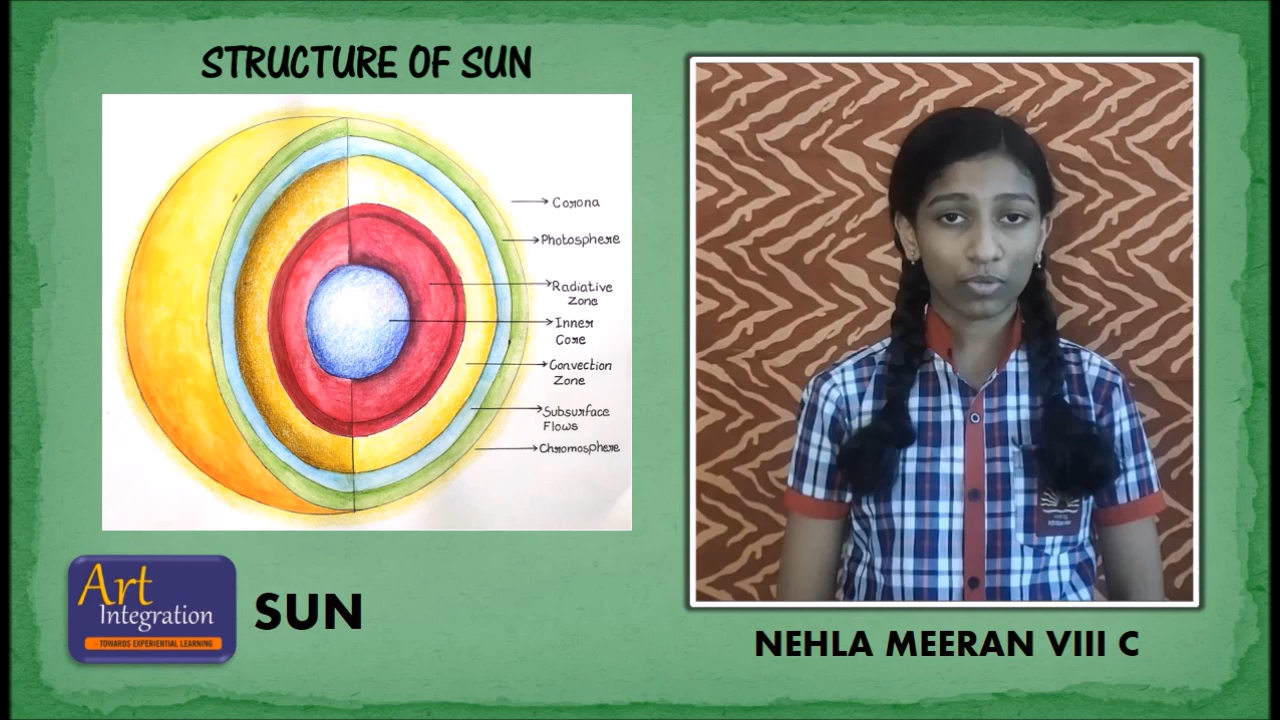 STRUCTURE OF SUN
Corona
Photosphere
Radiative
Zone
Inner
Core
Convection
Zone
Subsurface
Flows
Chromosphere
Art
Integration
- TOWARDS EXPERIENTIAL LEARNING
SUN
NEHLA MEERAN VIII C